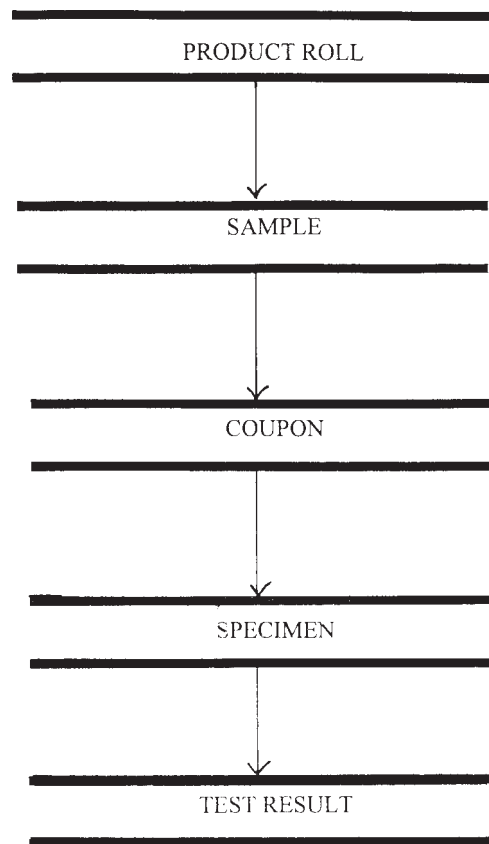 PRODUCT ROLL
SAMPLE
COUPON
SPECIMEN
TEST RESULT